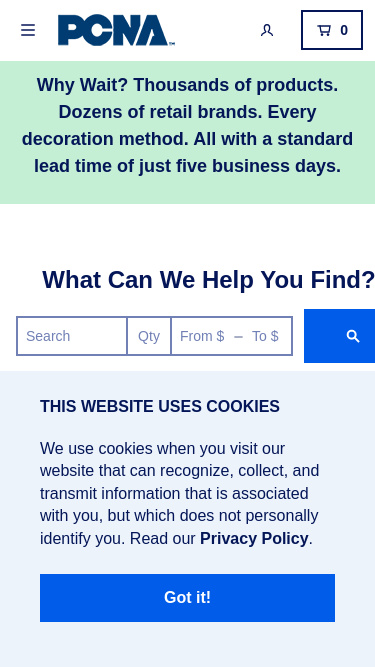 PCNA™
0
Why Wait? Thousands of products.
Dozens of retail brands. Every
decoration method. All with a standard
lead time of just five business days.
What Can We Help You Find?
Search Qty From $ – To $
THIS WEBSITE USES COOKIES
We use cookies when you visit our
website that can recognize, collect, and
transmit information that is associated
with you, but which does not personally
identify you. Read our Privacy Policy.
Got it!